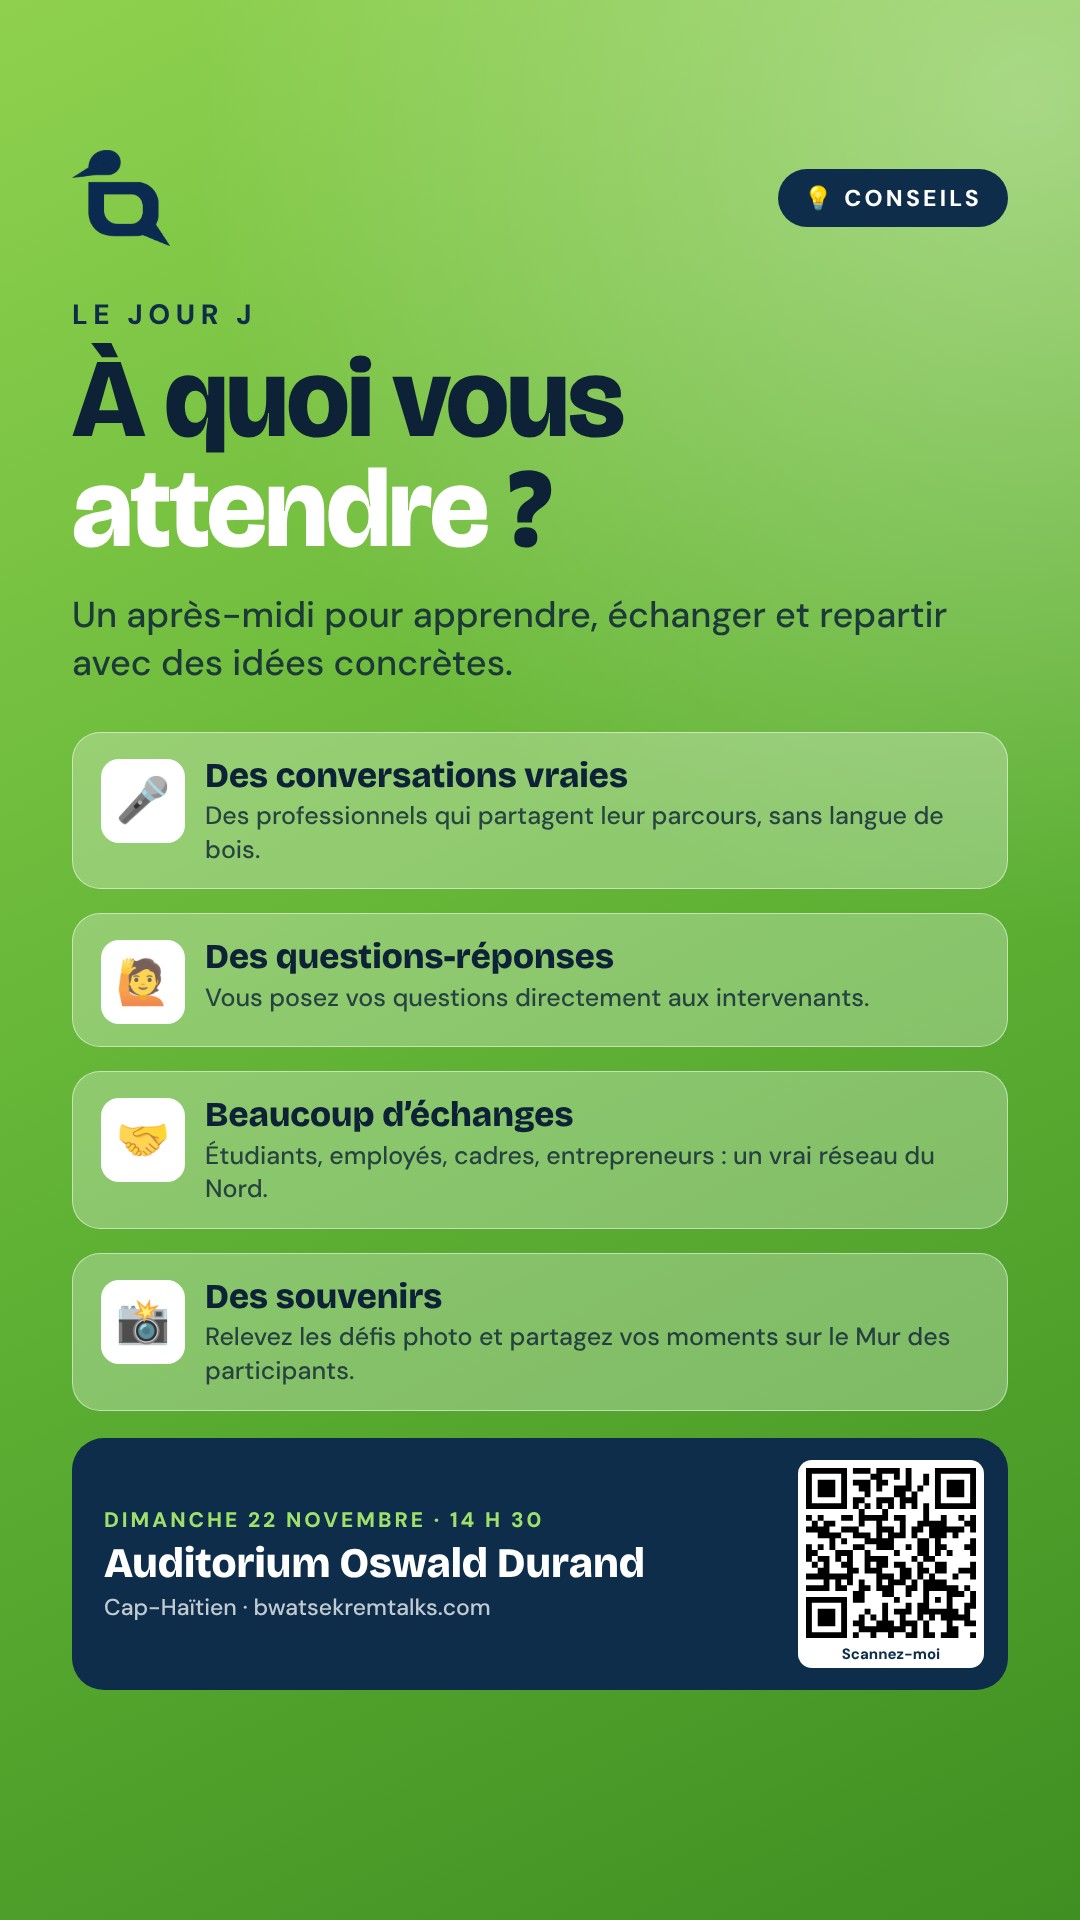 💡 CONSEILS
LE JOUR J
À quoi vous
attendre ?
Un après-midi pour apprendre, échanger et repartir
avec des idées concrètes.
Des conversations vraies
Des professionnels qui partagent leur parcours, sans langue de
bois.
Des questions-réponses
Vous posez vos questions directement aux intervenants.
Beaucoup d’échanges
Étudiants, employés, cadres, entrepreneurs : un vrai réseau du
Nord.
Des souvenirs
Relevez les défis photo et partagez vos moments sur le Mur des
participants.
DIMANCHE 22 NOVEMBRE · 14 H 30
Auditorium Oswald Durand
Cap-Haïtien · bwatsekremtalks.com
Scannez-moi